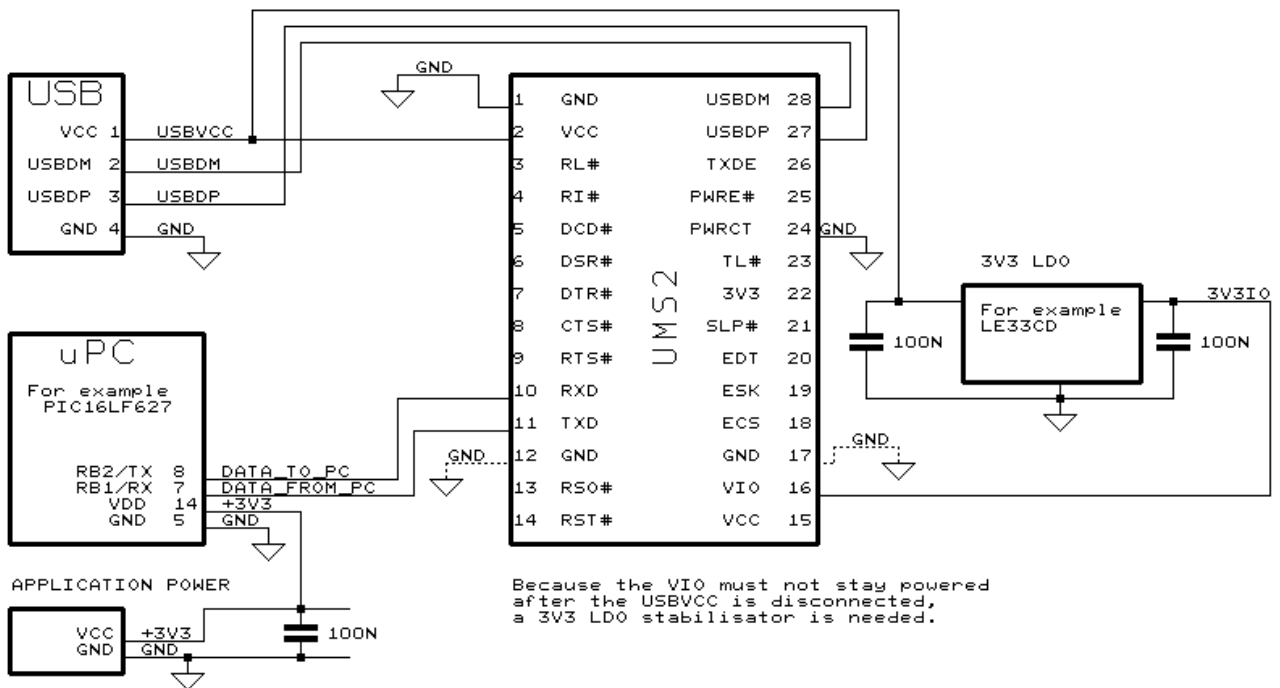 USB
VCC 1 USBVCC
USBDM 2 USBDM
USBDP 3 USBDP
GND 4 GND
uPC
For example
PIC16LF627
RB2/TX 8 DATA_TO_PC
RB1/RX 7 DATA_FROM_PC
VDD 14 +3V3
GND 5 GND
APPLICATION POWER
VCC +3V3
GND GND
100N
GND
UMS2
1 GND USBDM 28
2 VCC USBDP 27
3 RL# TXDE 26
4 RI# PWRE# 25
5 DCD# PWRCT 24 GND
6 DSR# TL# 23
7 DTR# 3V3 22
8 CTS# SLP# 21
9 RTS# EDT 20
10 RXD ESK 19
11 TXD ECS 18
GND 12 GND GND 17 GND
13 RSO# VIO 16
14 RST# VCC 15
3V3 LDO
For example
LE33CD
3V3IO
100N
100N
Because the VIO must not stay powered
after the USBVCC is disconnected,
a 3V3 LDO stabilisator is needed.